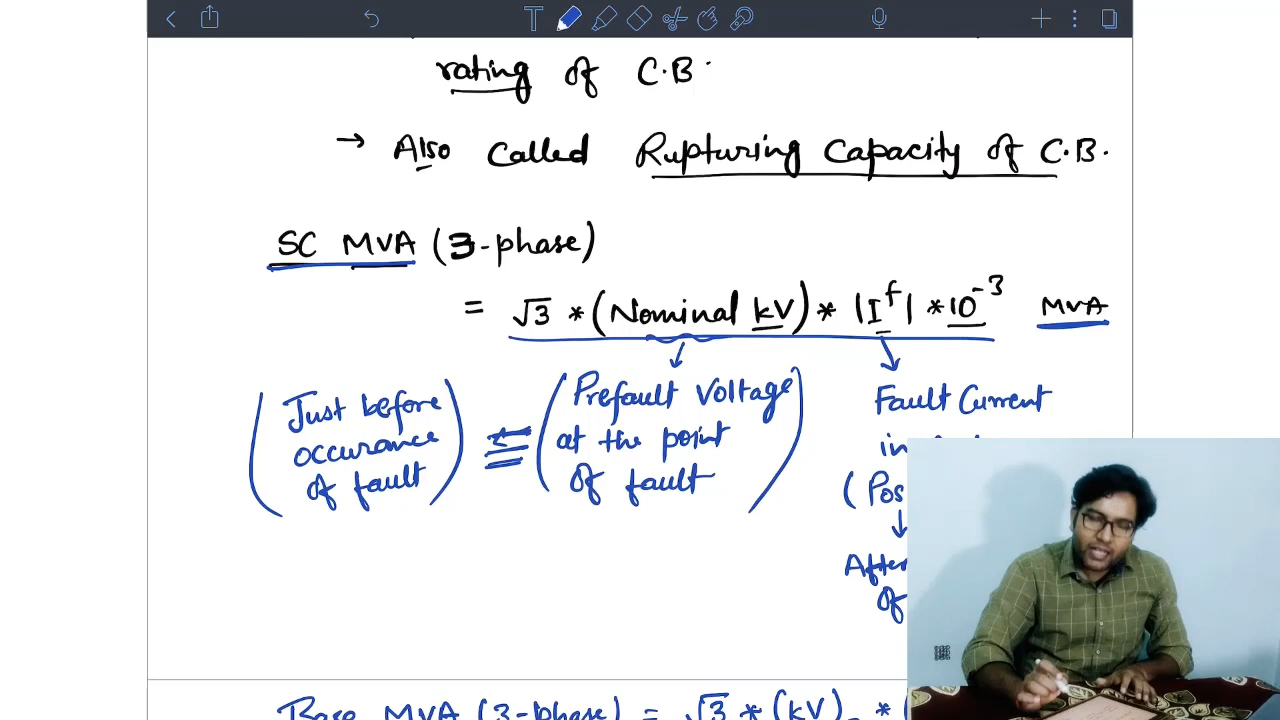 rating of C.B.
→ Also Called Rupturing Capacity of C.B.
SC MVA (3-phase)
= √3 * (Nominal kV) * |I^f| * 10^-3 MVA
(Just before occurance of fault)
(Prefault Voltage at the point of fault)
Fault Current
in
(Pos
After
of
Base MVA (3-phase) = √3 * (kV) * (